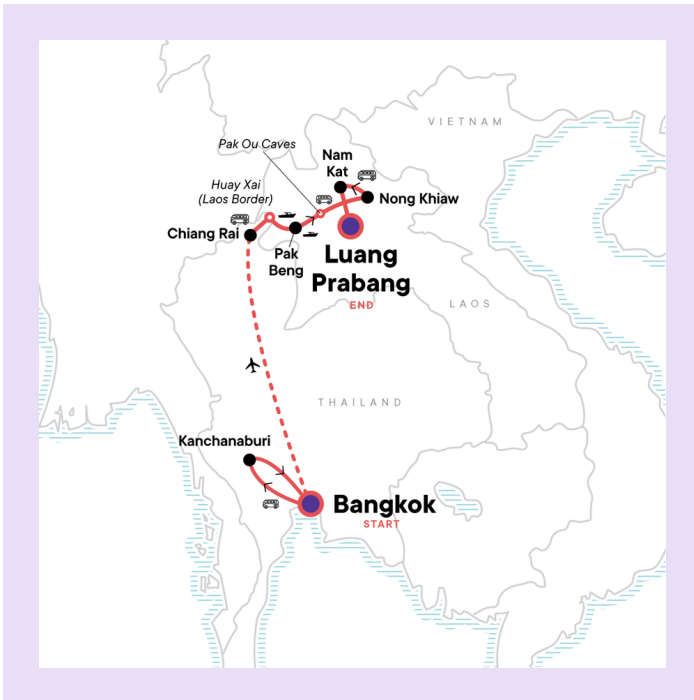 VIETNAM
Pak Ou Caves
Nam
Kat
Huay Xai
(Laos Border)
Nong Khiaw
Chiang Rai
Pak
Beng
Luang
Prabang
END
LAOS
THAILAND
Kanchanaburi
Bangkok
START